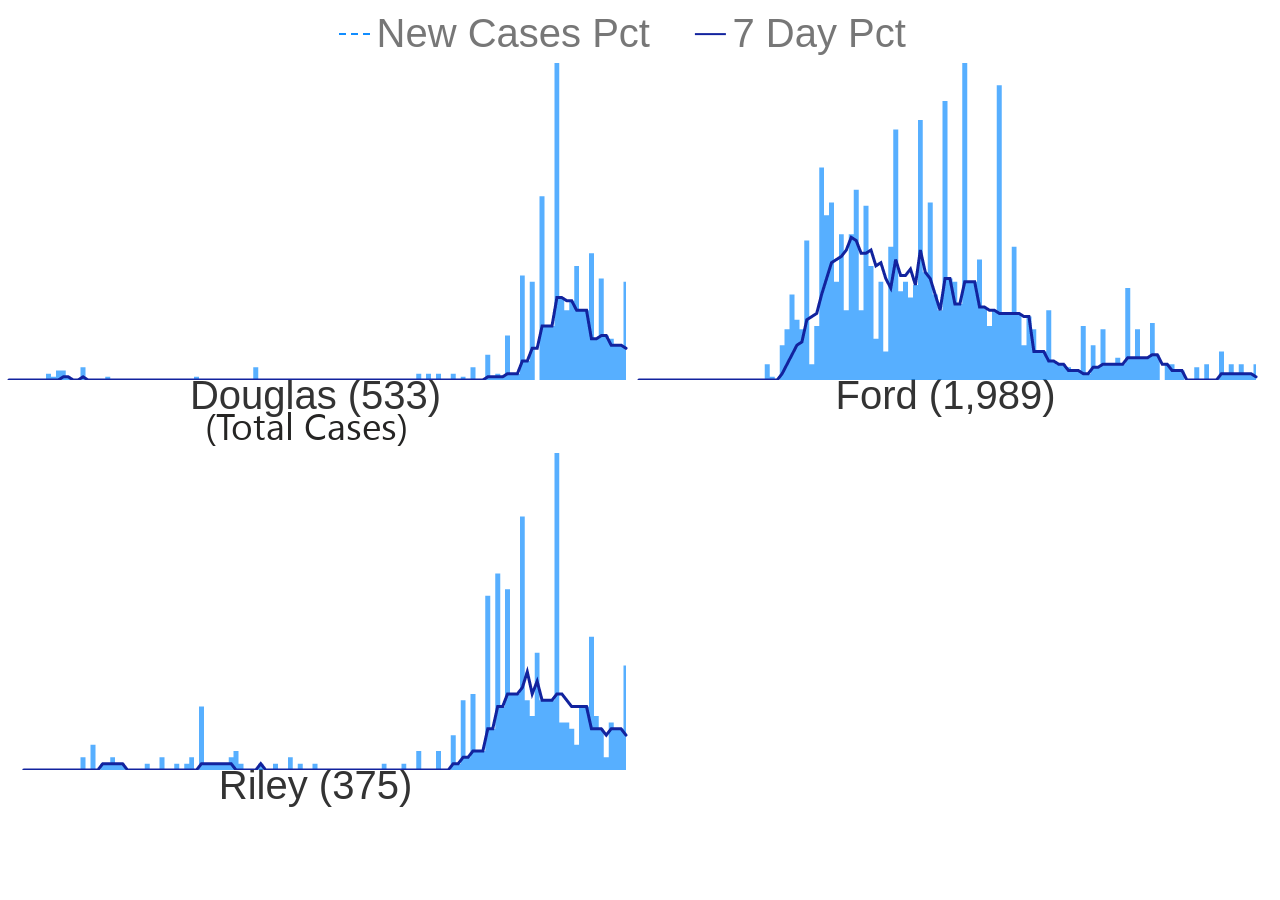 New Cases Pct 7 Day Pct
Douglas (533)
(Total Cases)
Ford (1,989)
Riley (375)